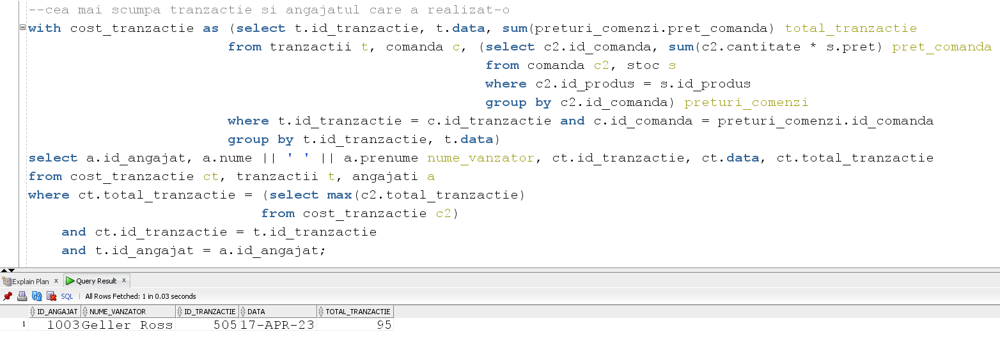 --cea mai scumpa tranzactie si angajatul care a realizat-o
with cost_tranzactie as (select t.id_tranzactie, t.data, sum(preturi_comenzi.pret_comanda) total_tranzactie
from tranzactii t, comanda c, (select c2.id_comanda, sum(c2.cantitate * s.pret) pret_comanda
from comanda c2, stoc s
where c2.id_produs = s.id_produs
group by c2.id_comanda) preturi_comenzi
where t.id_tranzactie = c.id_tranzactie and c.id_comanda = preturi_comenzi.id_comanda
group by t.id_tranzactie, t.data)
select a.id_angajat, a.nume || ' ' || a.prenume nume_vanzator, ct.id_tranzactie, ct.data, ct.total_tranzactie
from cost_tranzactie ct, tranzactii t, angajati a
where ct.total_tranzactie = (select max(c2.total_tranzactie)
from cost_tranzactie c2)
and ct.id_tranzactie = t.id_tranzactie
and t.id_angajat = a.id_angajat;
Explain Plan x Query Result x
SQL | All Rows Fetched: 1 in 0.03 seconds
ID_ANGAJAT NUME_VANZATOR ID_TRANZACTIE DATA TOTAL_TRANZACTIE
1 1003 Geller Ross 505 17-APR-23 95